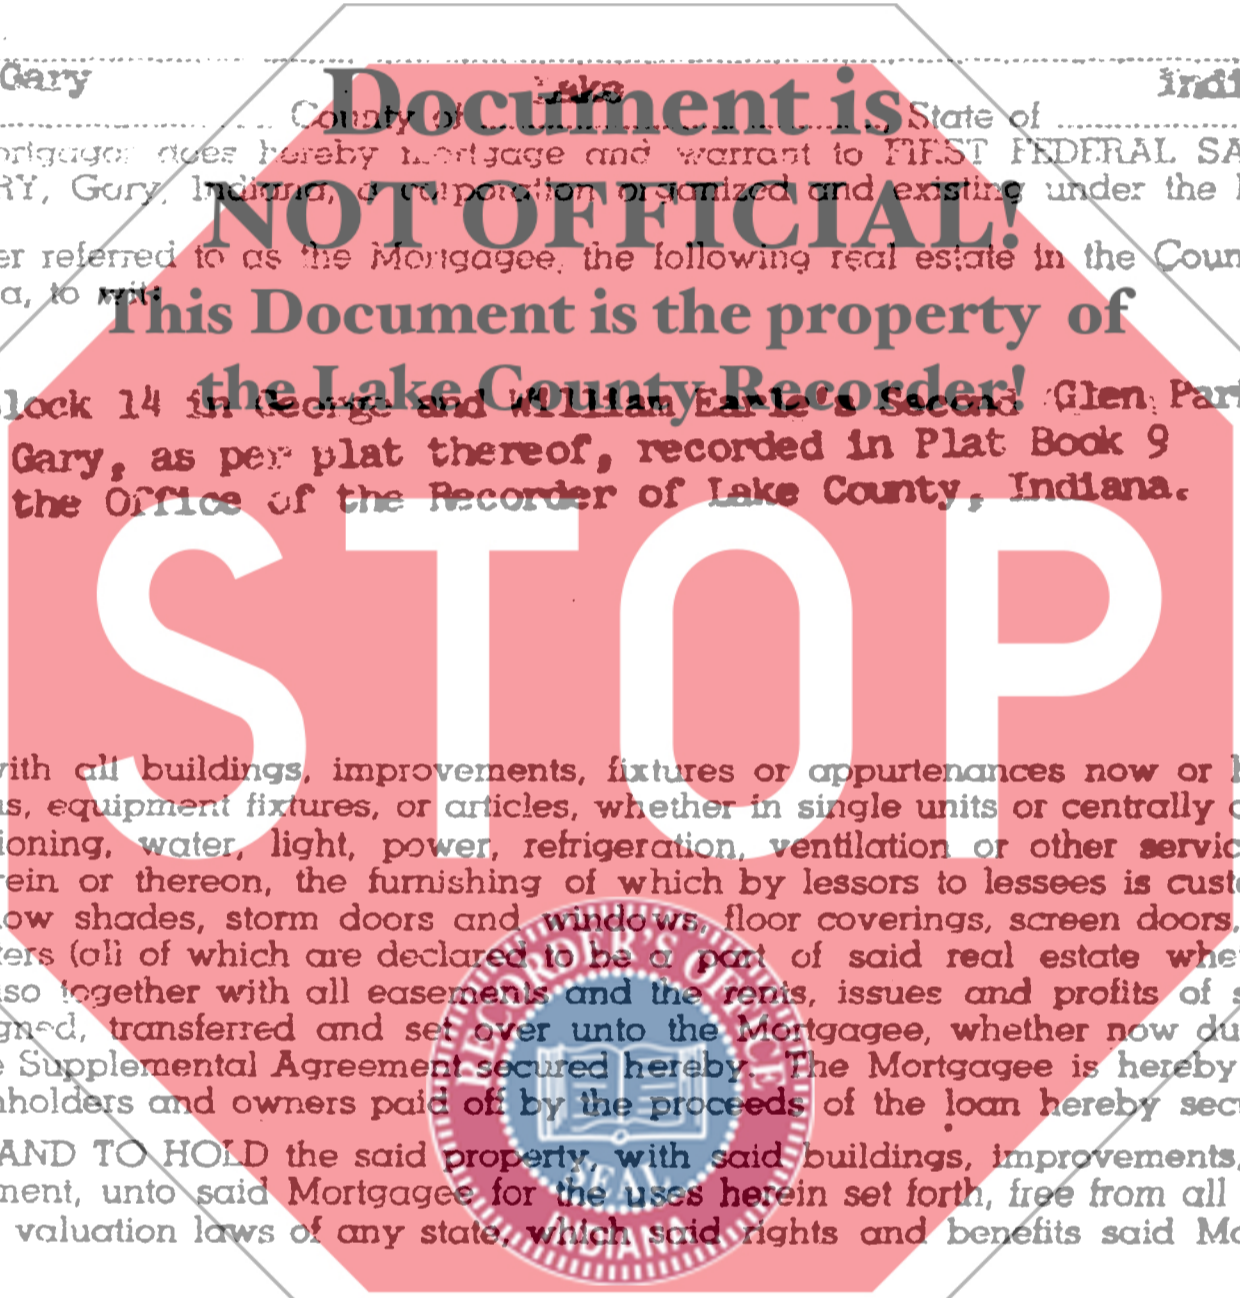 Gary Lake Indi
County of State of
ortgagor does hereby mortgage and warrant to FIRST FEDERAL SA
RY, Gary, Indiana, a corporation organized and existing under the
er referred to as the Mortgagee, the following real estate in the Coun
a, to wit:
Document is
NOT OFFICIAL!
This Document is the property of
the Lake County Recorder!
lock 14 in George and William Earle's Second Glen Par
Gary, as per plat thereof, recorded in Plat Book 9
the Office of the Recorder of Lake County, Indiana.
STOP
with all buildings, improvements, fixtures or appurtenances now or
us, equipment fixtures, or articles, whether in single units or centrally
ioning, water, light, power, refrigeration, ventilation or other servic
rein or thereon, the furnishing of which by lessors to lessees is cust
ow shades, storm doors and windows, floor coverings, screen doors,
ers (all of which are declared to be a part of said real estate whe
so together with all easements and the rents, issues and profits of s
gned, transferred and set over unto the Mortgagee, whether now du
e Supplemental Agreement secured hereby. The Mortgagee is hereby
nholders and owners paid off by the proceeds of the loan hereby sec
AND TO HOLD the said property, with said buildings, improvements,
ment, unto said Mortgagee for the uses herein set forth, free from all
valuation laws of any state, which said rights and benefits said Mo
RECORDER'S OFFICE
SEAL
INDIANA